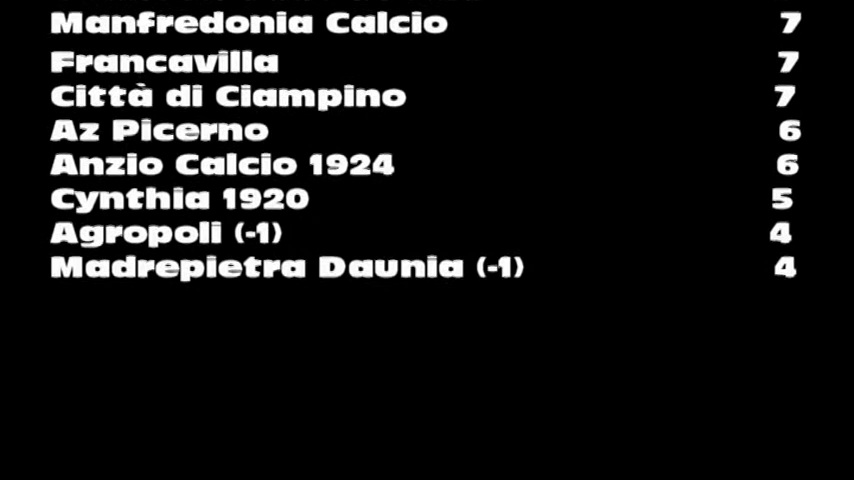 Manfredonia Calcio 7
Francavilla 7
Città di Ciampino 7
Az Picerno 6
Anzio Calcio 1924 6
Cynthia 1920 5
Agropoli (-1) 4
Madrepietra Daunia (-1) 4